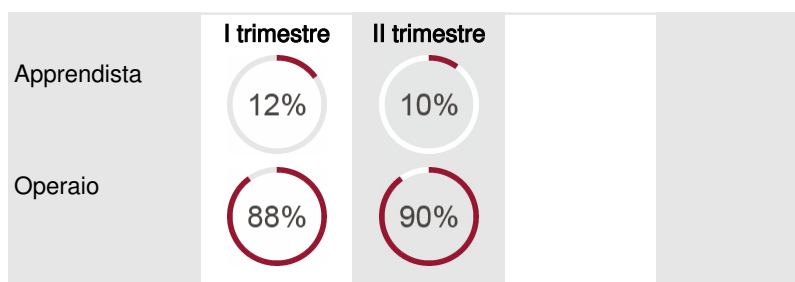 I trimestre II trimestre
Apprendista
12% 10%
Operaio
88% 90%